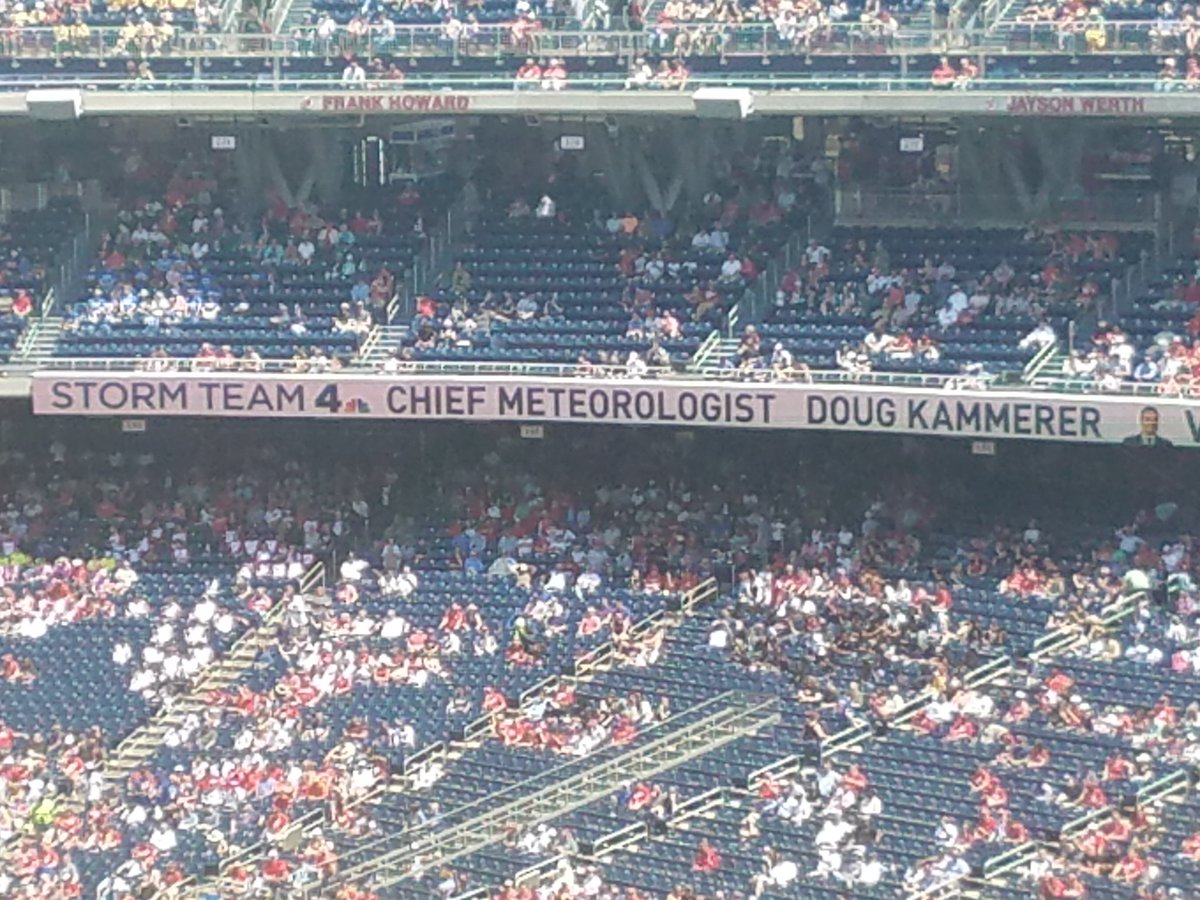 FRANK HOWARD
JAYSON WERTH
STORM TEAM 4 CHIEF METEOROLOGIST DOUG KAMMERER